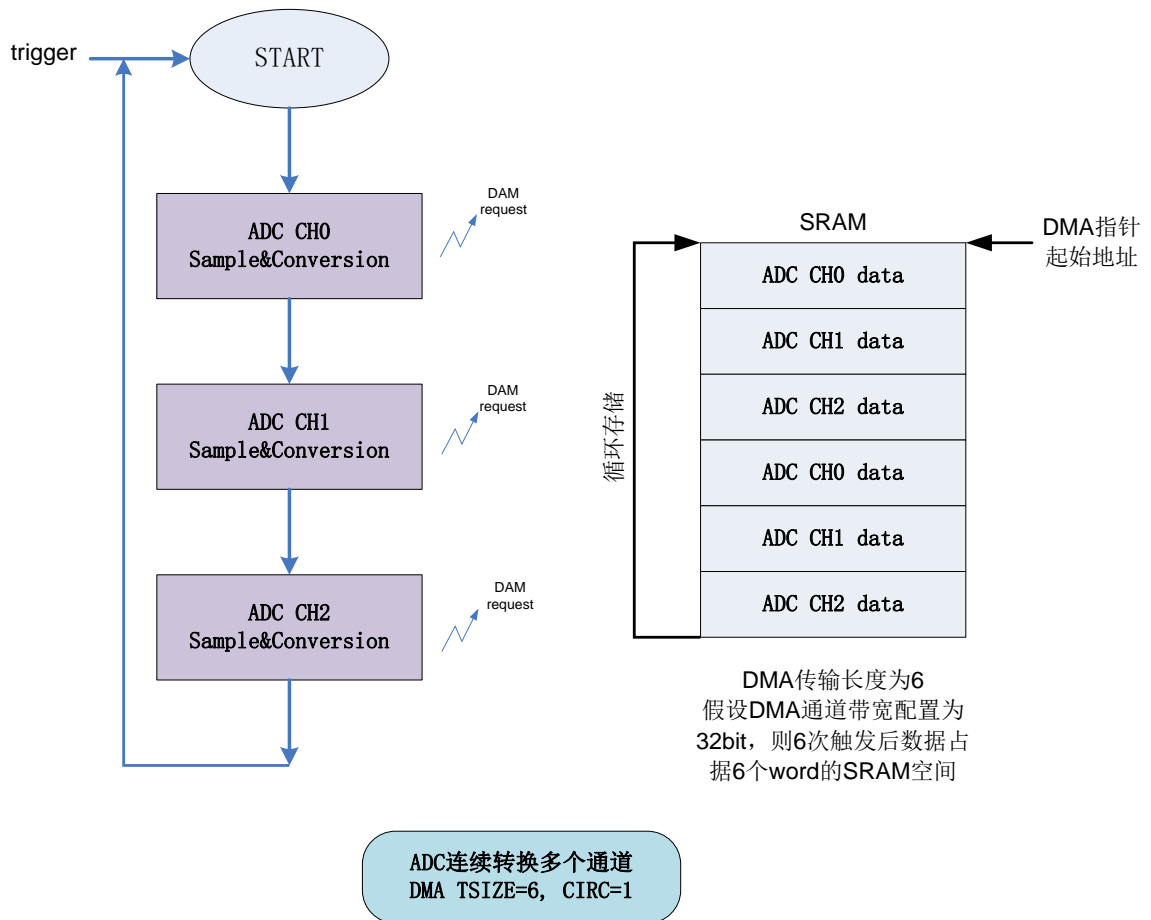 trigger
START
ADC CH0
Sample&Conversion
DAM
request
ADC CH1
Sample&Conversion
DAM
request
ADC CH2
Sample&Conversion
DAM
request
SRAM
DMA指针
起始地址
ADC CH0 data
ADC CH1 data
ADC CH2 data
ADC CH0 data
ADC CH1 data
ADC CH2 data
循环存储
DMA传输长度为6
假设DMA通道带宽配置为
32bit，则6次触发后数据占
据6个word的SRAM空间
ADC连续转换多个通道
DMA TSIZE=6, CIRC=1